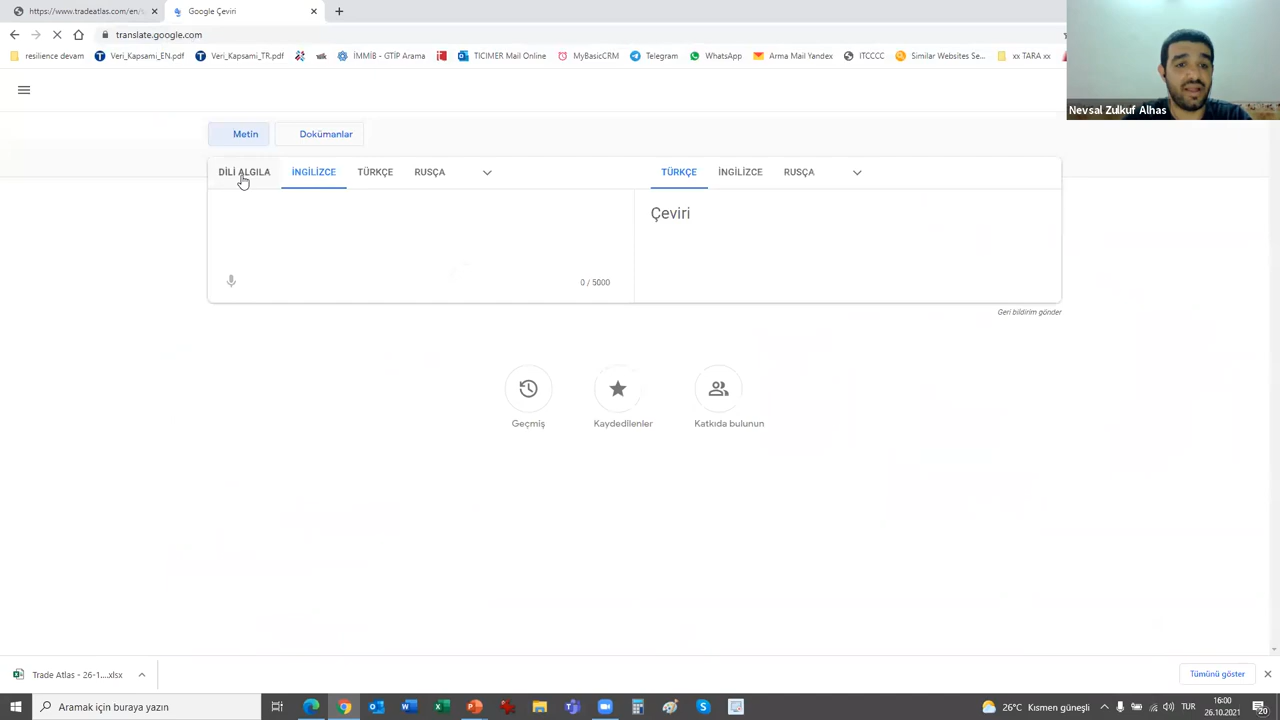 https://www.tradeatlas.com/en/s
Google Çeviri
translate.google.com
resilience devam
Veri_Kapsami_EN.pdf
Veri_Kapsami_TR.pdf
yalk
İMMİB - GTİP Arama
TICIMER Mail Online
MyBasicCRM
Telegram
WhatsApp
Arma Mail Yandex
ITCCCC
Similar Websites Se...
xx TARA xx
Nevsal Zulkuf Alhas
Metin
Dokümanlar
DİLİ ALGILA
İNGİLİZCE
TÜRKÇE
RUSÇA
TÜRKÇE
İNGİLİZCE
RUSÇA
Çeviri
0 / 5000
Geri bildirim gönder
Geçmiş
Kaydedilenler
Katkıda bulunun
Trade Atlas - 26-1....xlsx
Tümünü göster
Aramak için buraya yazın
26°C Kısmen güneşli
TUR
16:00
26.10.2021
20